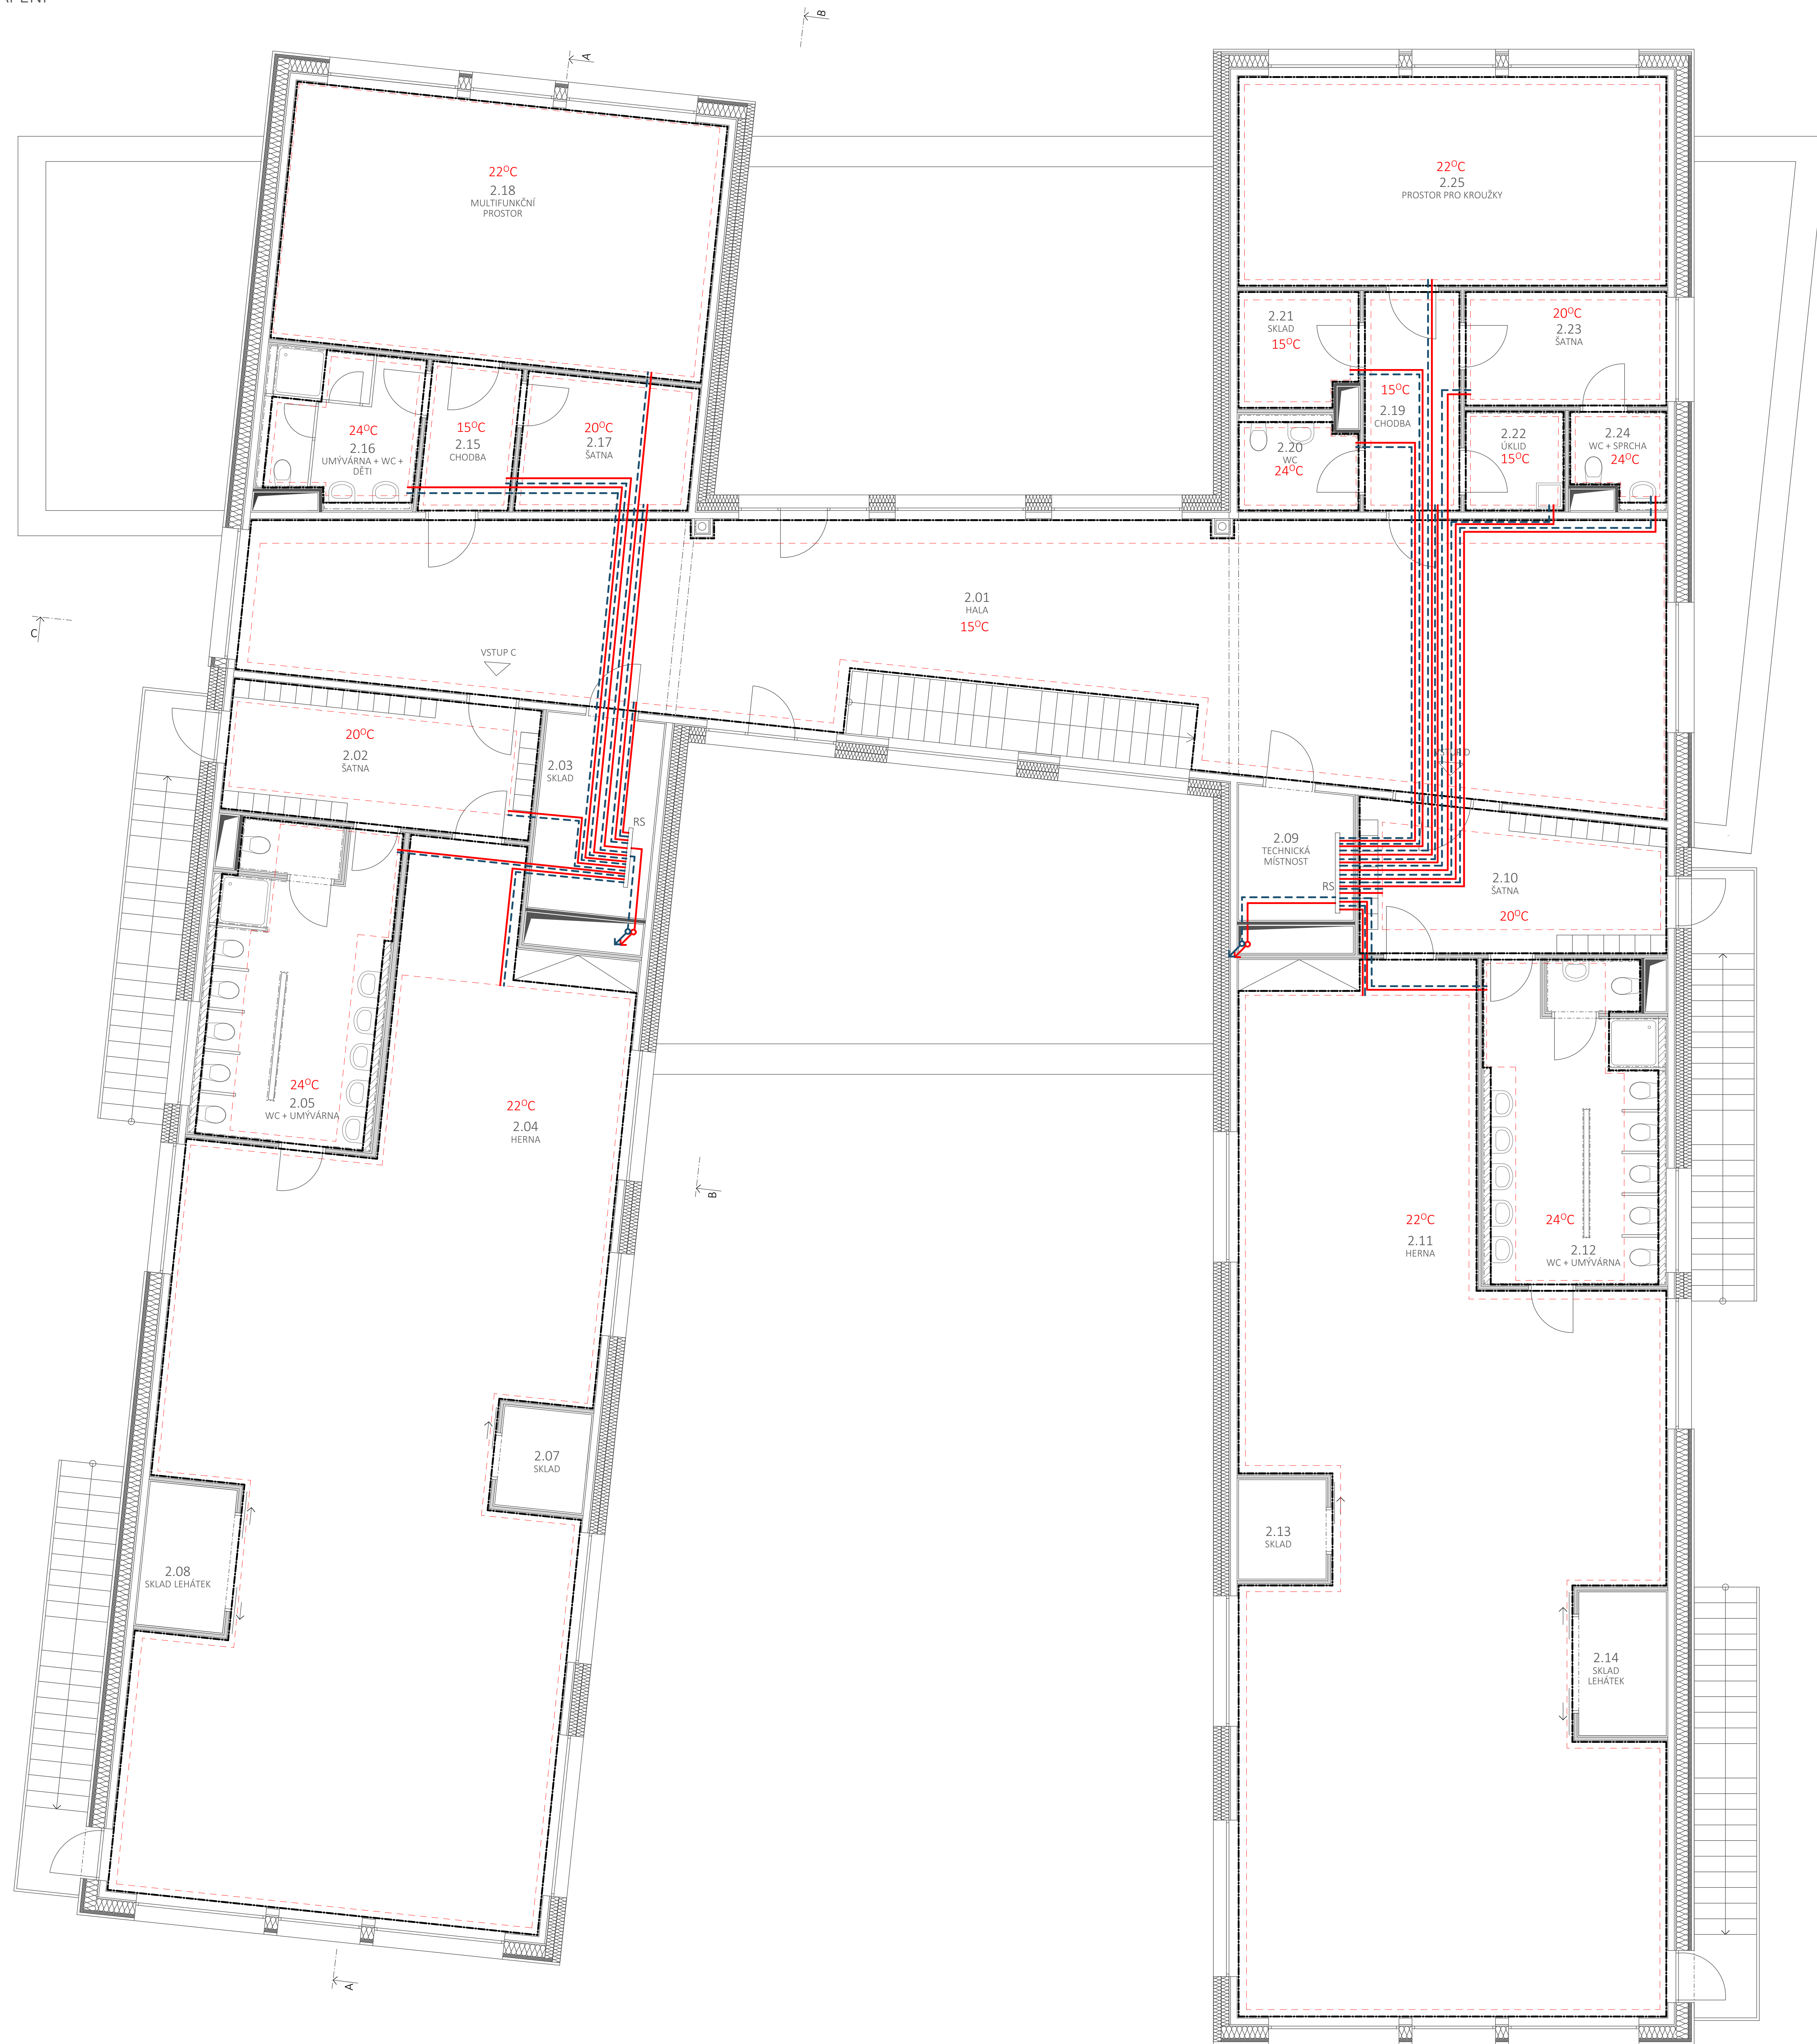 B
A
22°C
2.18
MULTIFUNKČNÍ
PROSTOR
22°C
2.25
PROSTOR PRO KROUŽKY
2.21
SKLAD
15°C
20°C
2.23
ŠATNA
15°C
2.19
CHODBA
24°C
2.16
UMÝVÁRNA + WC +
DĚTI
15°C
2.15
CHODBA
20°C
2.17
ŠATNA
2.20
WC
24°C
2.22
ÚKLID
15°C
2.24
WC + SPRCHA
24°C
2.01
HALA
15°C
C
VSTUP C
20°C
2.02
ŠATNA
2.03
SKLAD
RS
2.09
TECHNICKÁ
MÍSTNOST
RS
2.10
ŠATNA
20°C
24°C
2.05
WC + UMÝVÁRNA
22°C
2.04
HERNA
B
22°C
2.11
HERNA
24°C
2.12
WC + UMÝVÁRNA
2.07
SKLAD
2.08
SKLAD LEHÁTEK
2.13
SKLAD
2.14
SKLAD
LEHÁTEK
A